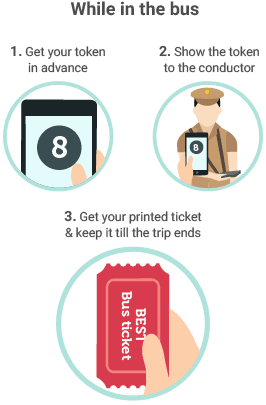 While in the bus
1. Get your token
in advance
2. Show the token
to the conductor
8
8
3. Get your printed ticket
& keep it till the trip ends
BEST
Bus ticket